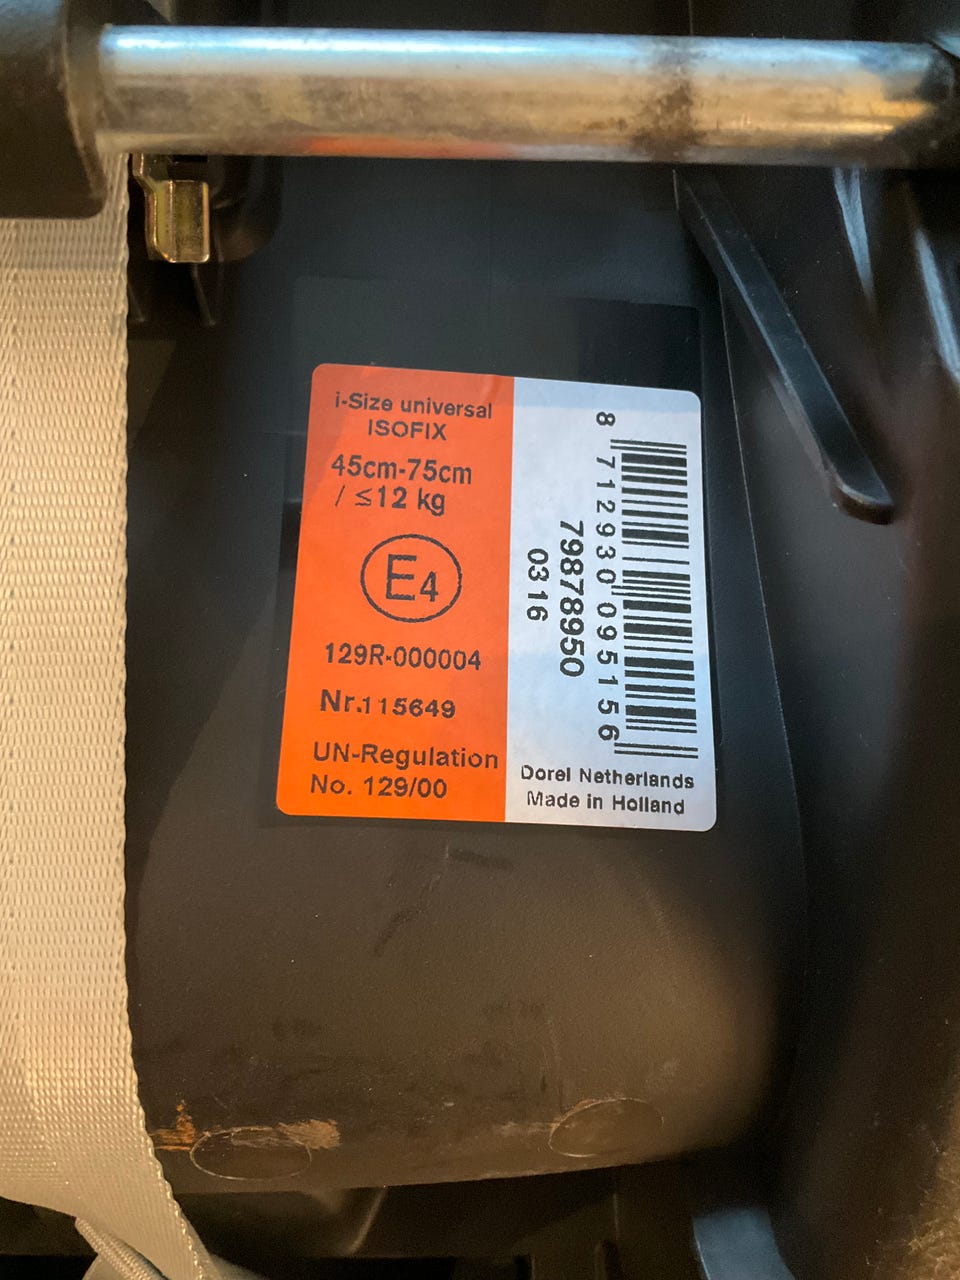 i-Size universal
ISOFIX
45cm-75cm
/ ≤12 kg
E4
129R-000004
Nr.115649
UN-Regulation
No. 129/00
8 712930 095156
79878950
0316
Dorel Netherlands
Made in Holland